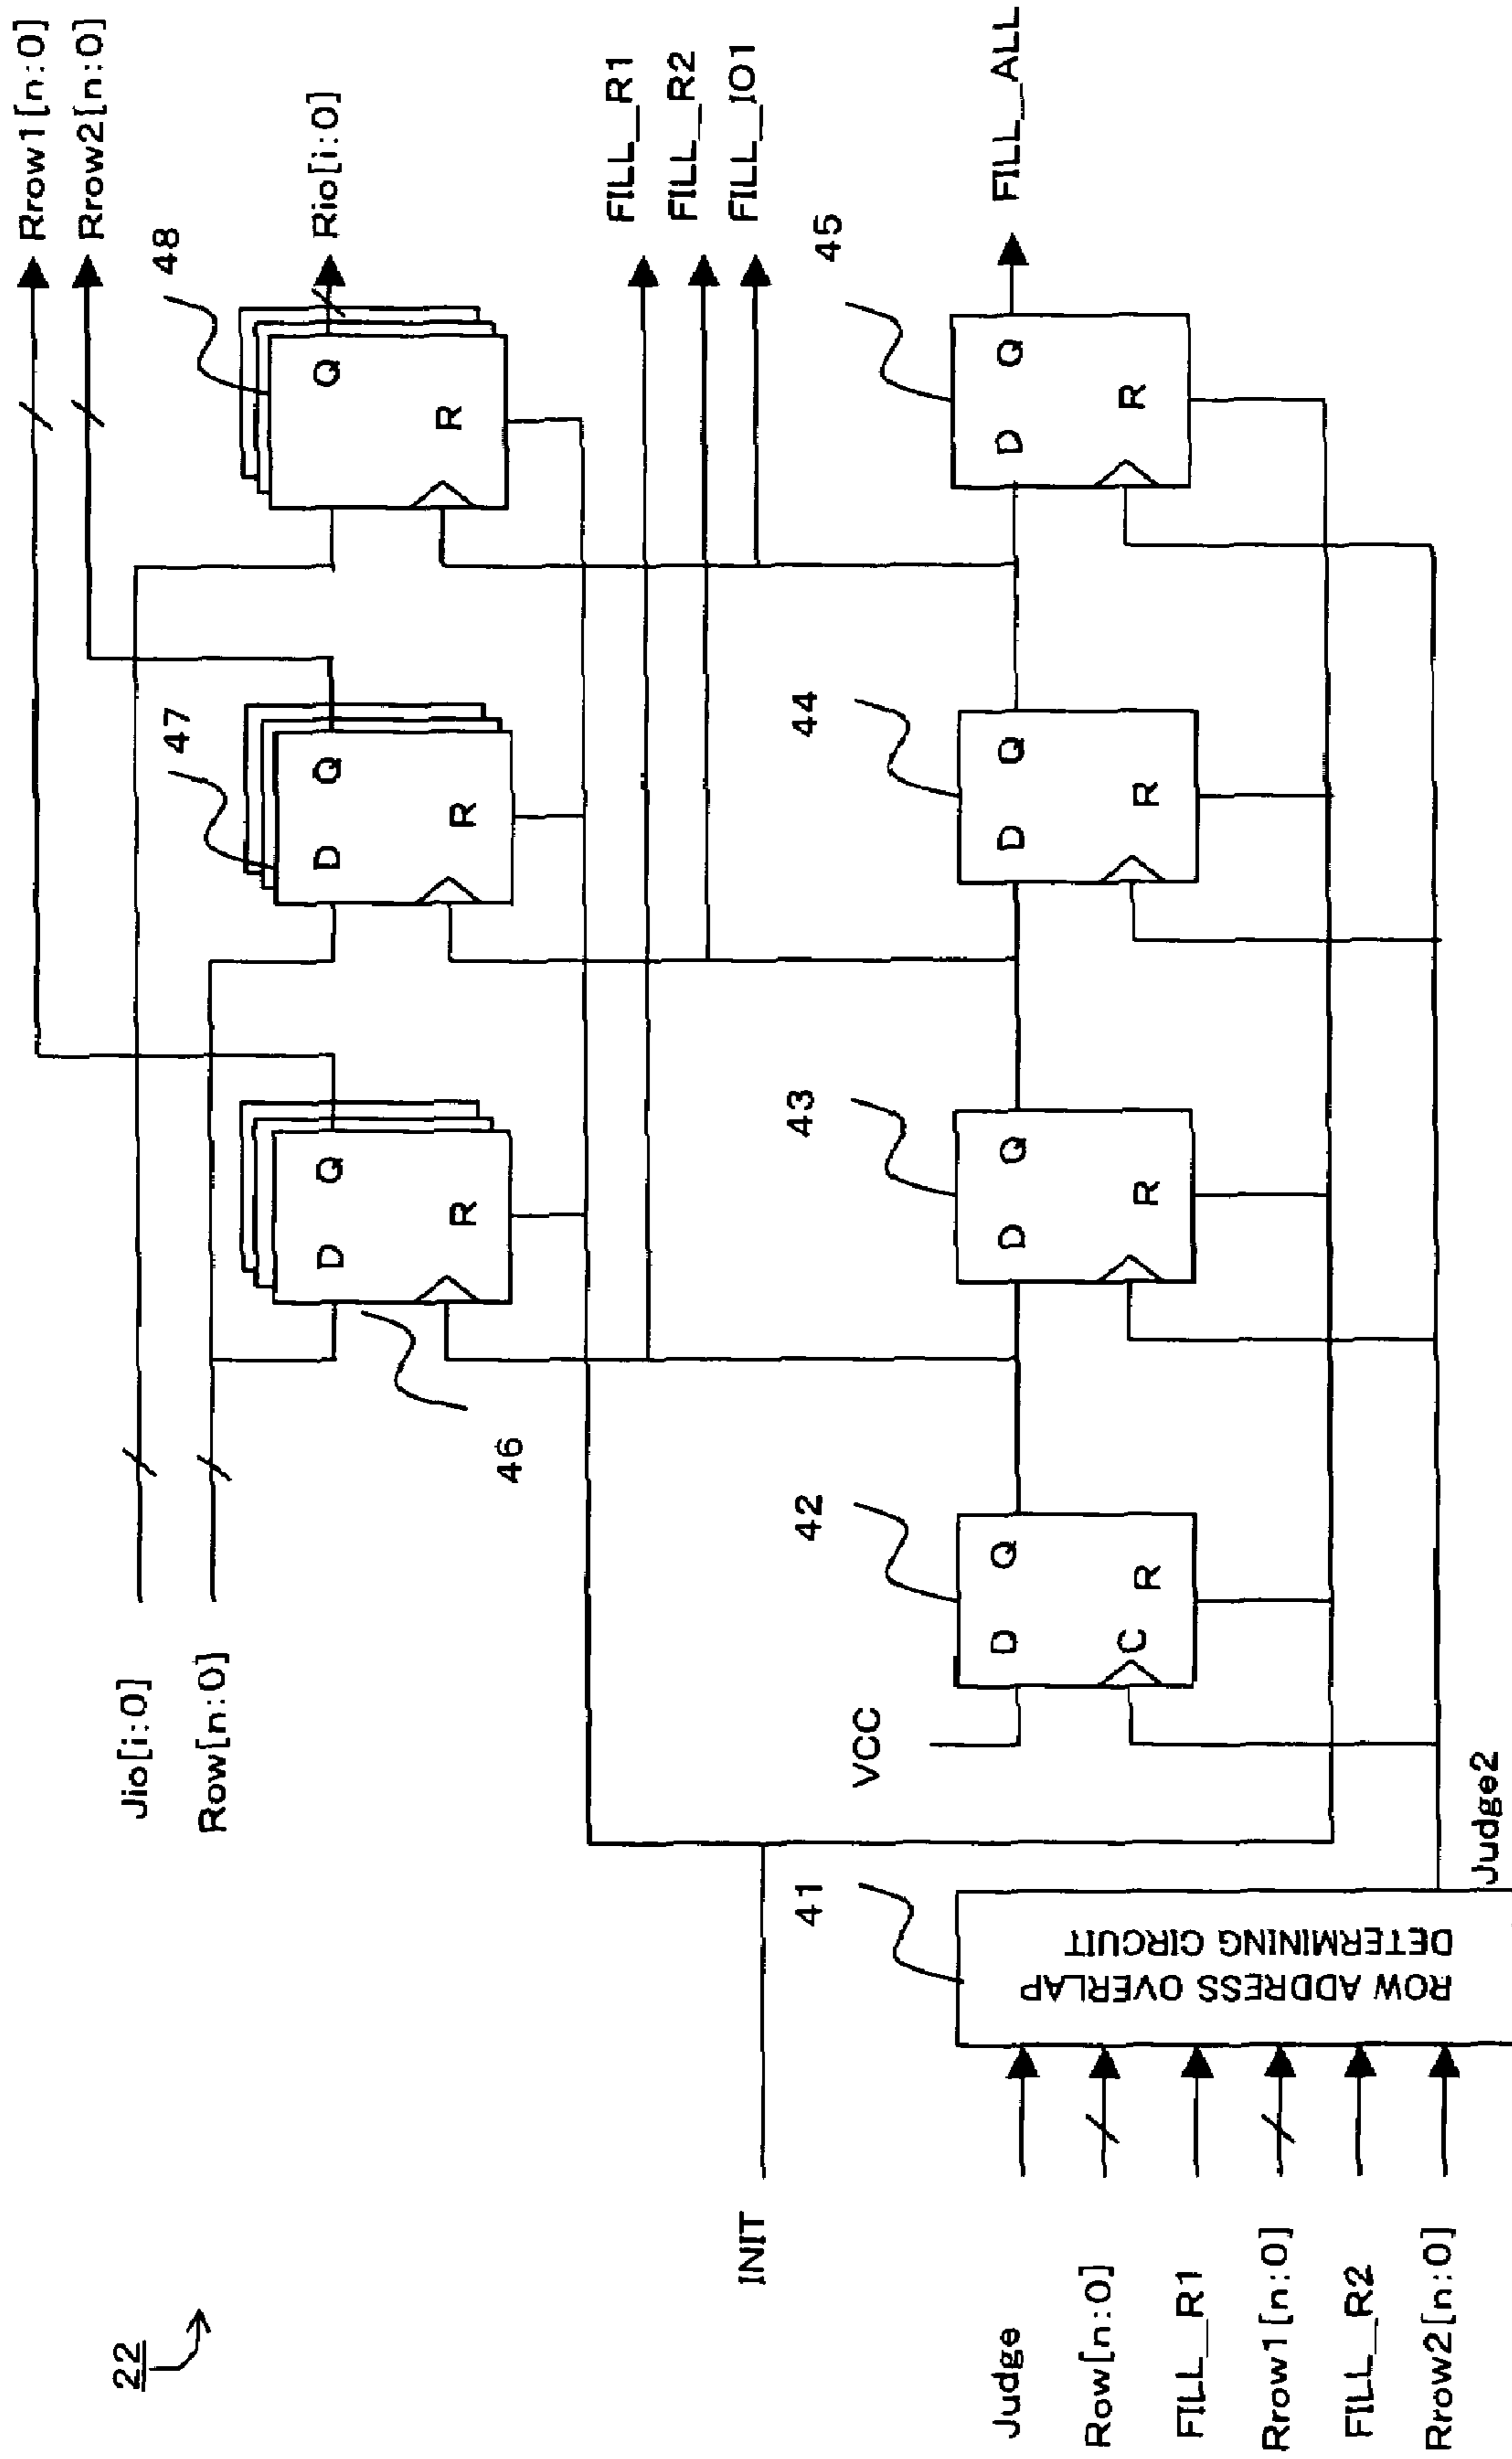 22
Jio[i:0]
Row[n:0]
Rrow1[n:0]
Rrow2[n:0]
Rio[i:0]
46
D
Q
R
47
D
Q
R
48
Q
R
FILL_R1
FILL_R2
FILL_IO1
INIT
VCC
42
D
Q
C
R
43
D
Q
R
44
D
Q
R
45
D
Q
R
FILL_ALL
41
ROW ADDRESS OVERLAP
DETERMINING CIRCUIT
Judge
Row[n:0]
FILL_R1
Rrow1[n:0]
FILL_R2
Rrow2[n:0]
Judge2